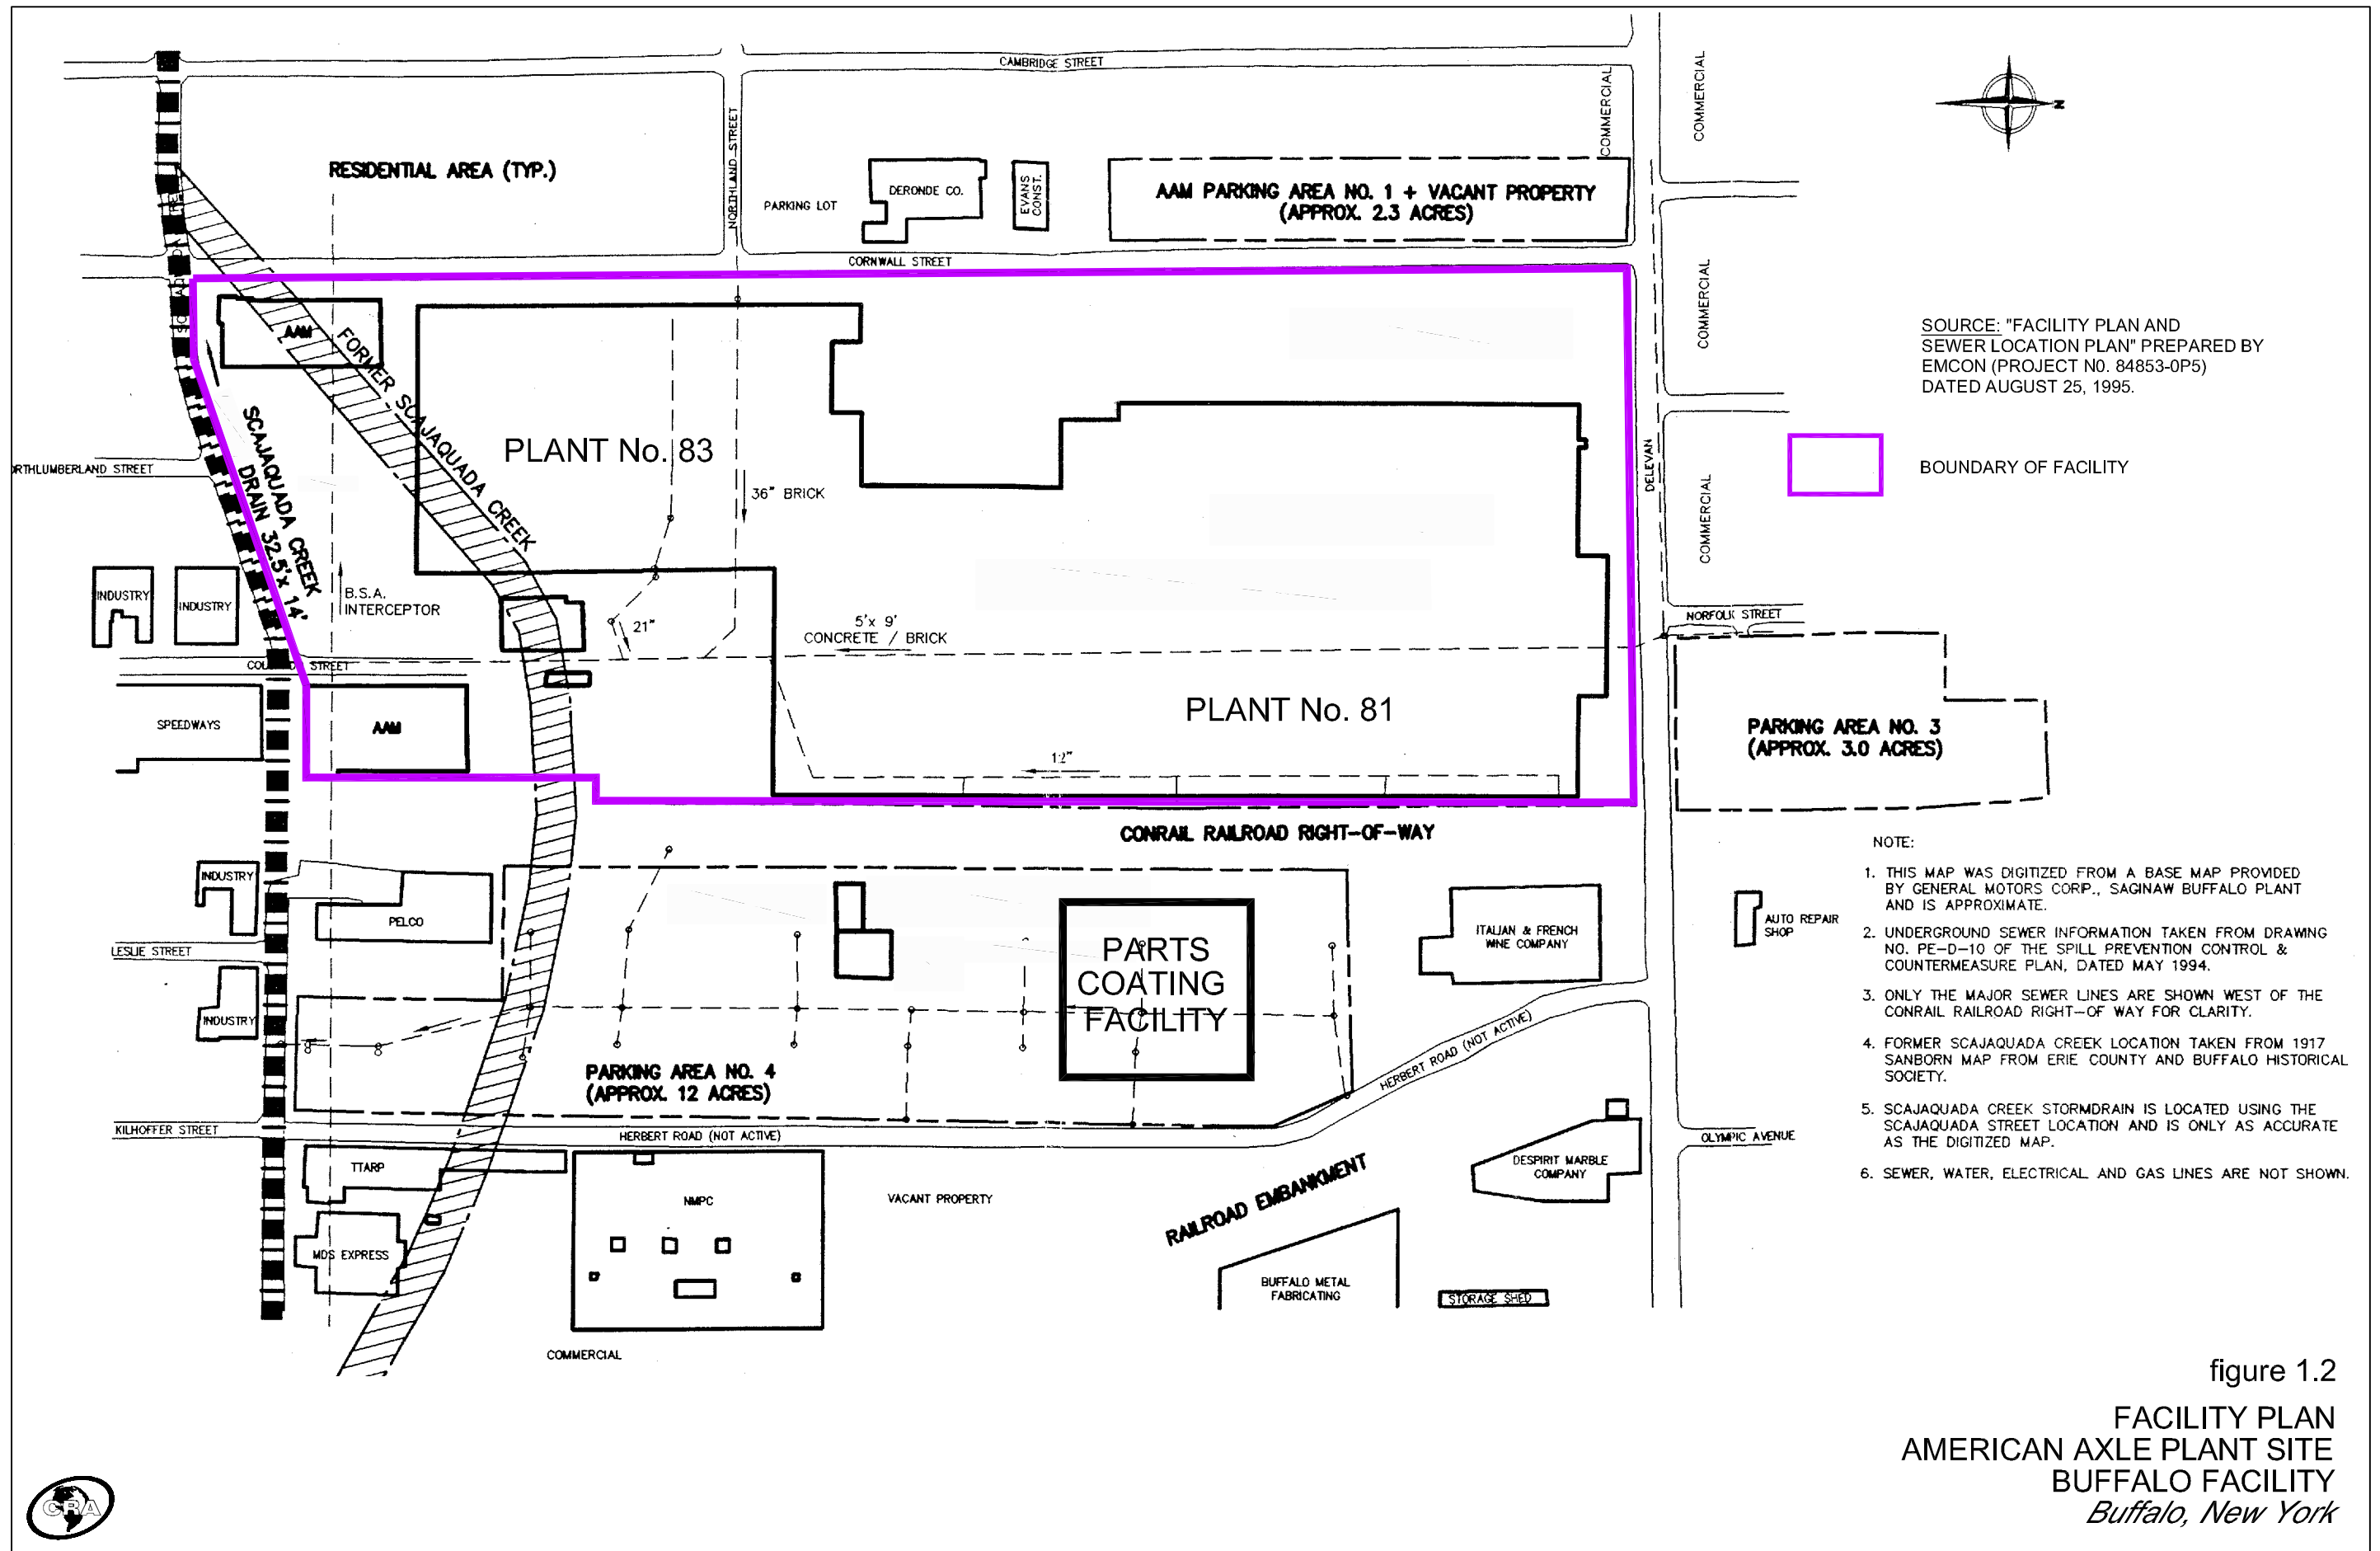 CAMBRIDGE STREET
COMMERCIAL
COMMERCIAL
N
RESIDENTIAL AREA (TYP.)
NORTHLAND STREET
PARKING LOT
DERONDE CO.
EVANS
CONST.
AAM PARKING AREA NO. 1 + VACANT PROPERTY
(APPROX. 2.3 ACRES)
CORNWALL STREET
COMMERCIAL
AAM
FORMER SCAJAQUADA CREEK
SOURCE: "FACILITY PLAN AND
SEWER LOCATION PLAN" PREPARED BY
EMCON (PROJECT N0. 84853-0P5)
DATED AUGUST 25, 1995.
PLANT No. 83
DELEVAN
BOUNDARY OF FACILITY
RTHLUMBERLAND STREET
SCAJAQUADA CREEK
DRAIN 32.5'x 14'
36" BRICK
COMMERCIAL
INDUSTRY
INDUSTRY
B.S.A.
INTERCEPTOR
21"
5'x 9'
CONCRETE / BRICK
NORFOLK STREET
STREET
SPEEDWAYS
AAM
PLANT No. 81
PARKING AREA NO. 3
(APPROX. 3.0 ACRES)
12"
CONRAIL RAILROAD RIGHT-OF-WAY
NOTE:
1. THIS MAP WAS DIGITIZED FROM A BASE MAP PROVIDED
BY GENERAL MOTORS CORP., SAGINAW BUFFALO PLANT
AND IS APPROXIMATE.
2. UNDERGROUND SEWER INFORMATION TAKEN FROM DRAWING
NO. PE-D-10 OF THE SPILL PREVENTION CONTROL &
COUNTERMEASURE PLAN, DATED MAY 1994.
3. ONLY THE MAJOR SEWER LINES ARE SHOWN WEST OF THE
CONRAIL RAILROAD RIGHT-OF WAY FOR CLARITY.
4. FORMER SCAJAQUADA CREEK LOCATION TAKEN FROM 1917
SANBORN MAP FROM ERIE COUNTY AND BUFFALO HISTORICAL
SOCIETY.
5. SCAJAQUADA CREEK STORMDRAIN IS LOCATED USING THE
SCAJAQUADA STREET LOCATION AND IS ONLY AS ACCURATE
AS THE DIGITIZED MAP.
6. SEWER, WATER, ELECTRICAL AND GAS LINES ARE NOT SHOWN.
INDUSTRY
PELCO
PARTS
COATING
FACILITY
ITALIAN & FRENCH
WINE COMPANY
AUTO REPAIR
SHOP
LESLIE STREET
INDUSTRY
PARKING AREA NO. 4
(APPROX. 12 ACRES)
HERBERT ROAD (NOT ACTIVE)
KILHOFFER STREET
HERBERT ROAD (NOT ACTIVE)
OLYMPIC AVENUE
TTARP
NMPC
VACANT PROPERTY
RAILROAD EMBANKMENT
DESPIRIT MARBLE
COMPANY
MDS EXPRESS
BUFFALO METAL
FABRICATING
STORAGE SHED
COMMERCIAL
figure 1.2
FACILITY PLAN
AMERICAN AXLE PLANT SITE
BUFFALO FACILITY
Buffalo, New York
CRA